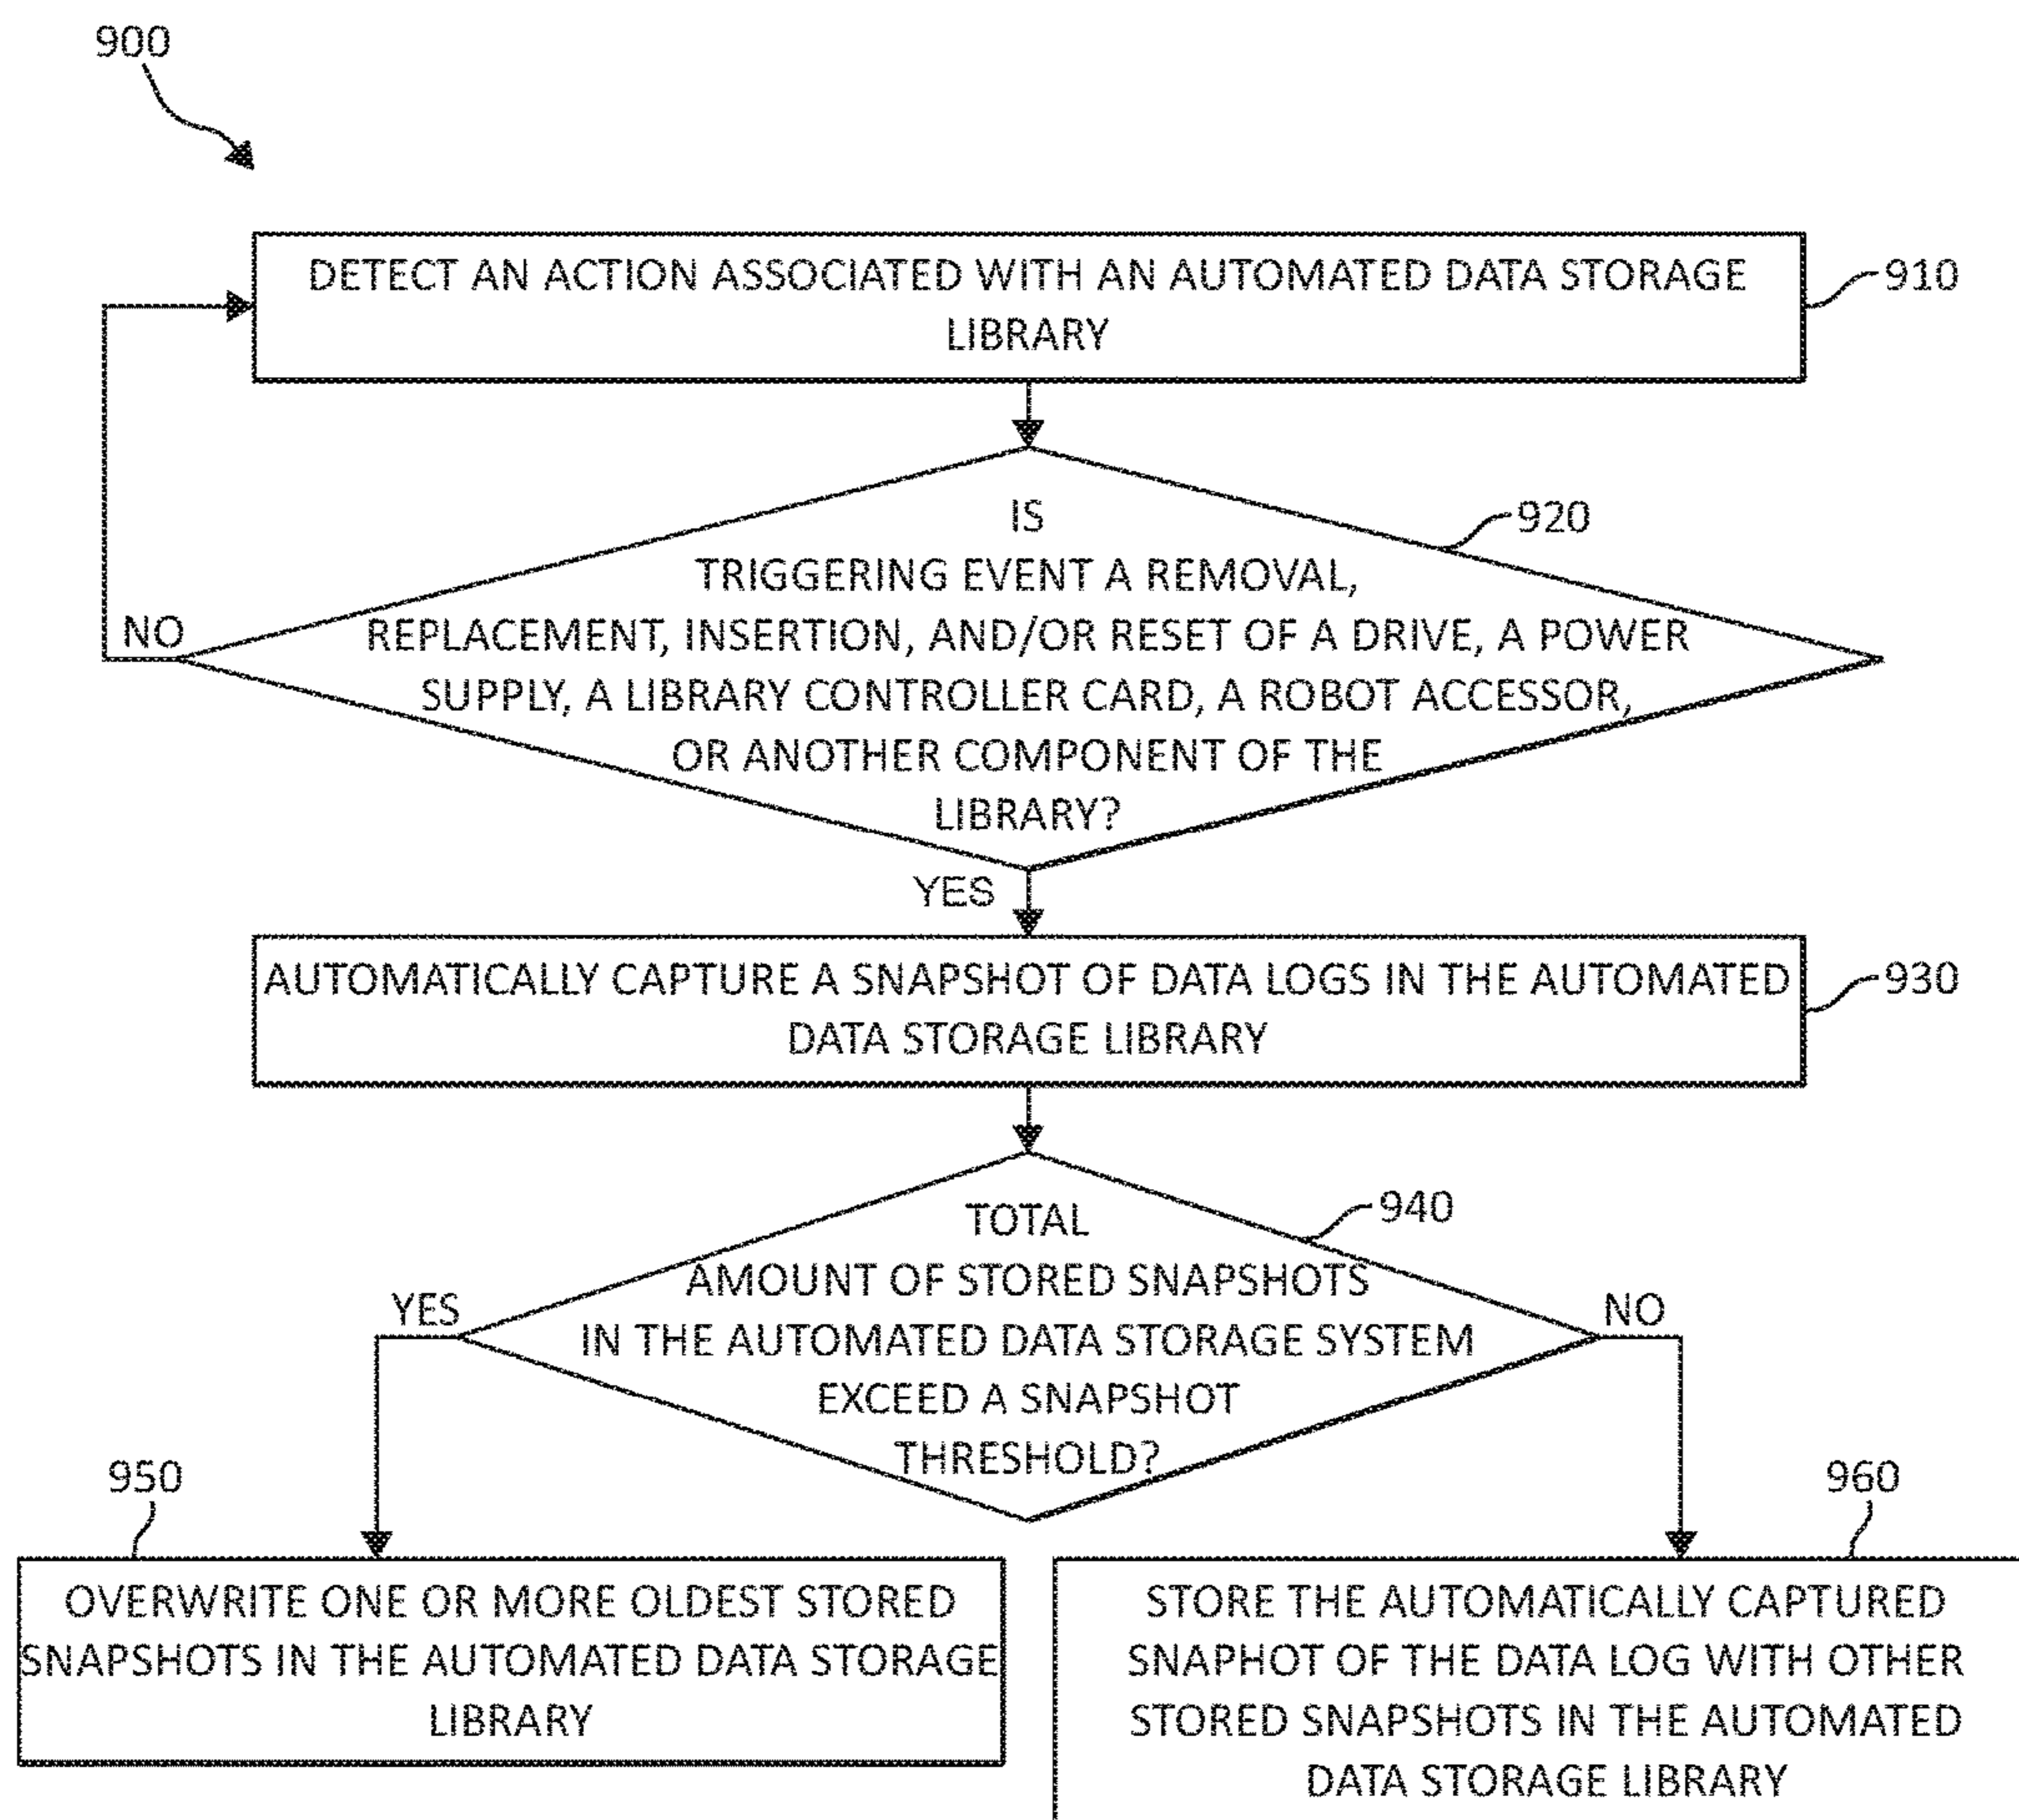 900
DETECT AN ACTION ASSOCIATED WITH AN AUTOMATED DATA STORAGE
LIBRARY
910
IS
920
TRIGGERING EVENT A REMOVAL,
NO
REPLACEMENT, INSERTION, AND/OR RESET OF A DRIVE, A POWER
SUPPLY, A LIBRARY CONTROLLER CARD, A ROBOT ACCESSOR,
OR ANOTHER COMPONENT OF THE
LIBRARY?
YES
AUTOMATICALLY CAPTURE A SNAPSHOT OF DATA LOGS IN THE AUTOMATED
DATA STORAGE LIBRARY
930
TOTAL
940
AMOUNT OF STORED SNAPSHOTS
YES
NO
IN THE AUTOMATED DATA STORAGE SYSTEM
EXCEED A SNAPSHOT
THRESHOLD?
950
960
OVERWRITE ONE OR MORE OLDEST STORED
SNAPSHOTS IN THE AUTOMATED DATA STORAGE
LIBRARY
STORE THE AUTOMATICALLY CAPTURED
SNAPHOT OF THE DATA LOG WITH OTHER
STORED SNAPSHOTS IN THE AUTOMATED
DATA STORAGE LIBRARY